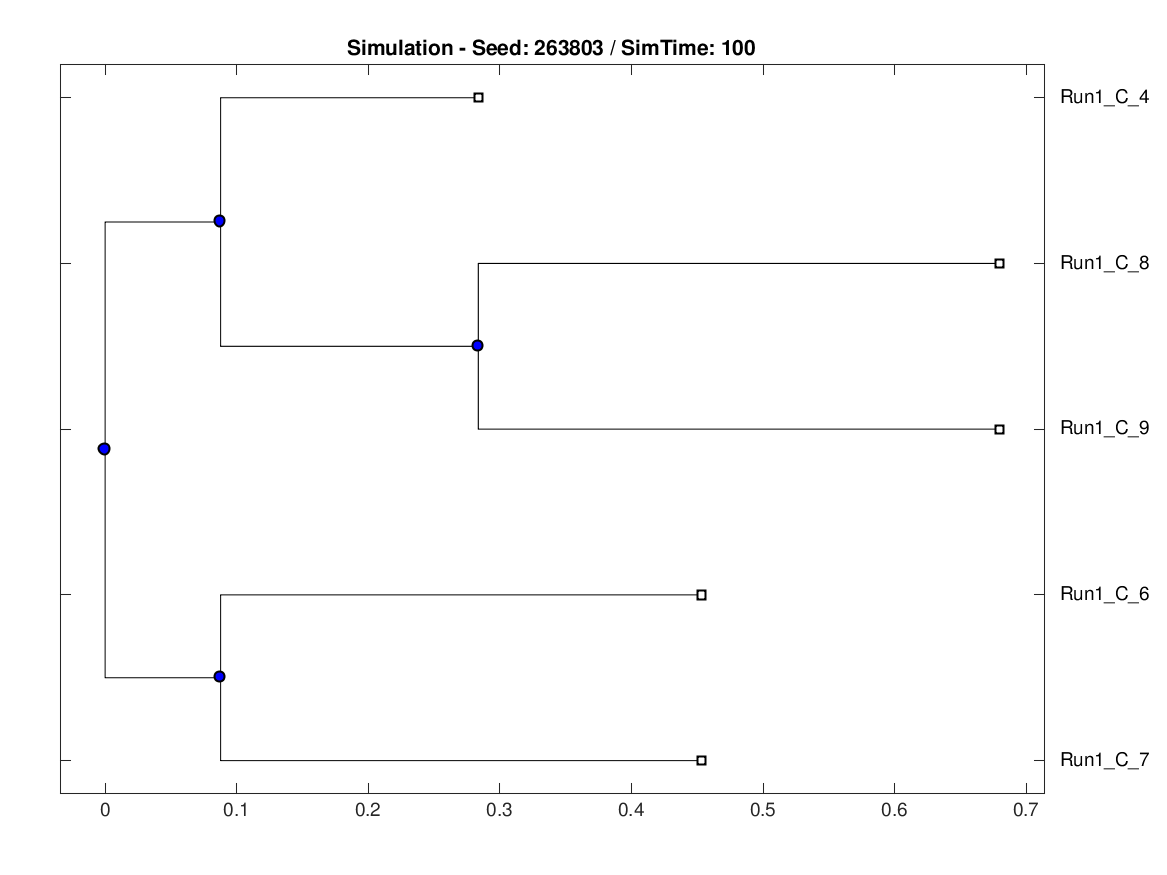 Simulation - Seed: 263803 / SimTime: 100
Run1_C_4
Run1_C_8
Run1_C_9
Run1_C_6
Run1_C_7
0 0.1 0.2 0.3 0.4 0.5 0.6 0.7